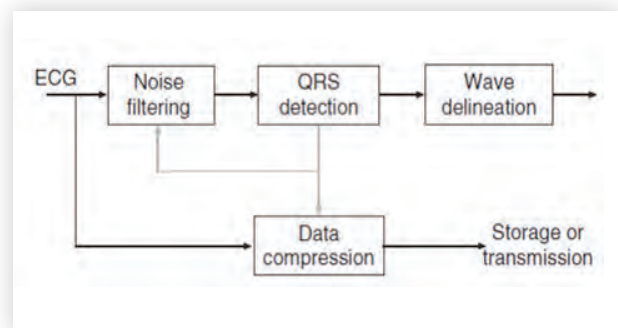 ECG
Noise
filtering
QRS
detection
Wave
delineation
Data
compression
Storage or
transmission